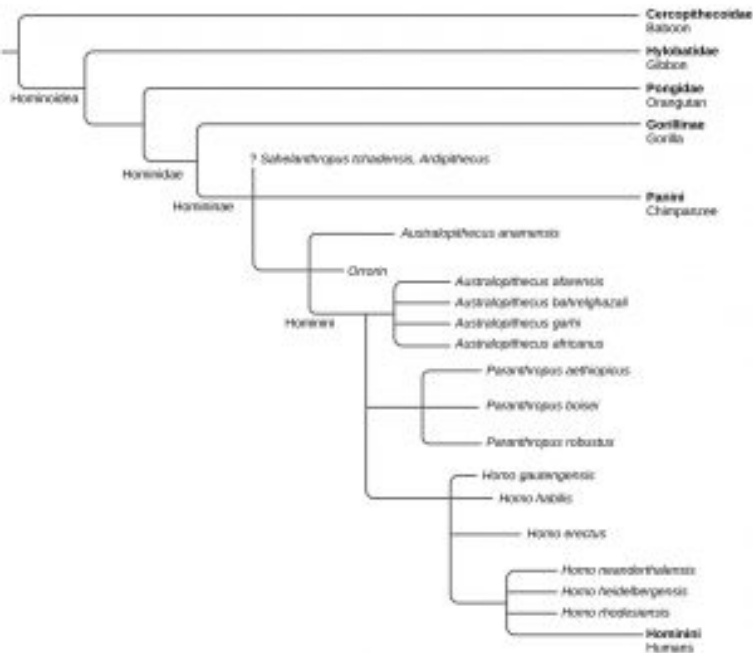 Cercopithecoidae
Baboon
Hylobatidae
Gibbon
Hominoidea
Pongidae
Orangutan
Gorillinae
Gorilla
? Sahelanthropus tchadensis, Ardipithecus
Hominidae
Panini
Chimpanzee
Homininae
Australopithecus anamensis
Orrorin
Australopithecus afarensis
Australopithecus bahrelghazali
Hominini
Australopithecus garhi
Australopithecus africanus
Paranthropus aethiopicus
Paranthropus boisei
Paranthropus robustus
Homo gautengensis
Homo habilis
Homo erectus
Homo neanderthalensis
Homo heidelbergensis
Homo rhodesiensis
Hominini
Humans